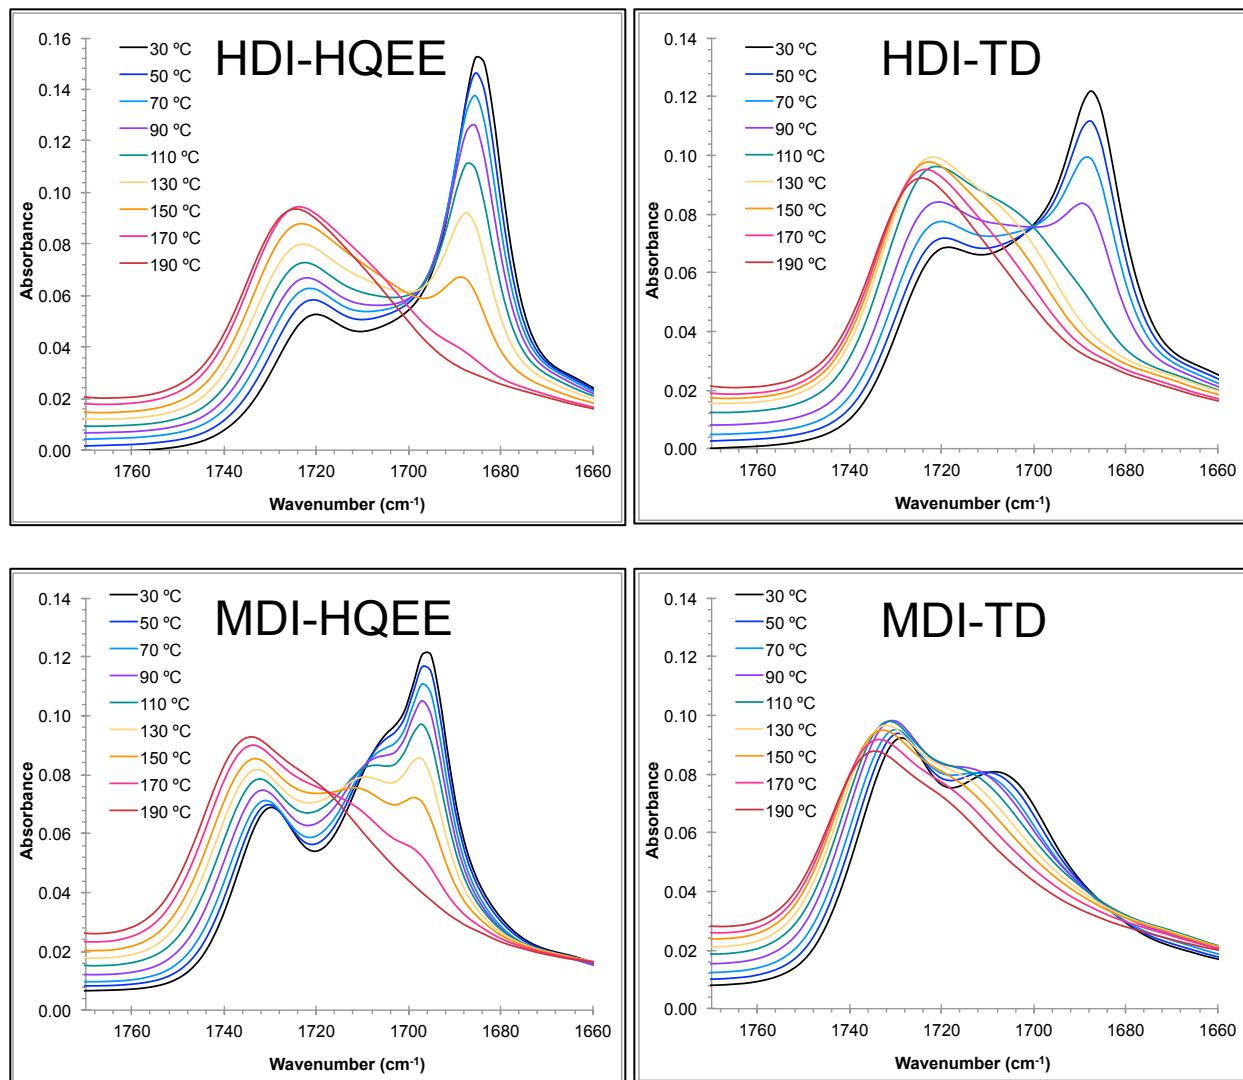 HDI-HQEE
0.16
0.14
0.12
0.10
0.08
0.06
0.04
0.02
0.00
Absorbance
30 ºC
50 ºC
70 ºC
90 ºC
110 ºC
130 ºC
150 ºC
170 ºC
190 ºC
1760
1740
1720
1700
1680
1660
Wavenumber (cm-1)
HDI-TD
0.14
0.12
0.10
0.08
0.06
0.04
0.02
0.00
Absorbance
30 ºC
50 ºC
70 ºC
90 ºC
110 ºC
130 ºC
150 ºC
170 ºC
190 ºC
1760
1740
1720
1700
1680
1660
Wavenumber (cm-1)
MDI-HQEE
0.14
0.12
0.10
0.08
0.06
0.04
0.02
0.00
Absorbance
30 ºC
50 ºC
70 ºC
90 ºC
110 ºC
130 ºC
150 ºC
170 ºC
190 ºC
1760
1740
1720
1700
1680
1660
Wavenumber (cm-1)
MDI-TD
0.14
0.12
0.10
0.08
0.06
0.04
0.02
0.00
Absorbance
30 ºC
50 ºC
70 ºC
90 ºC
110 ºC
130 ºC
150 ºC
170 ºC
190 ºC
1760
1740
1720
1700
1680
1660
Wavenumber (cm-1)